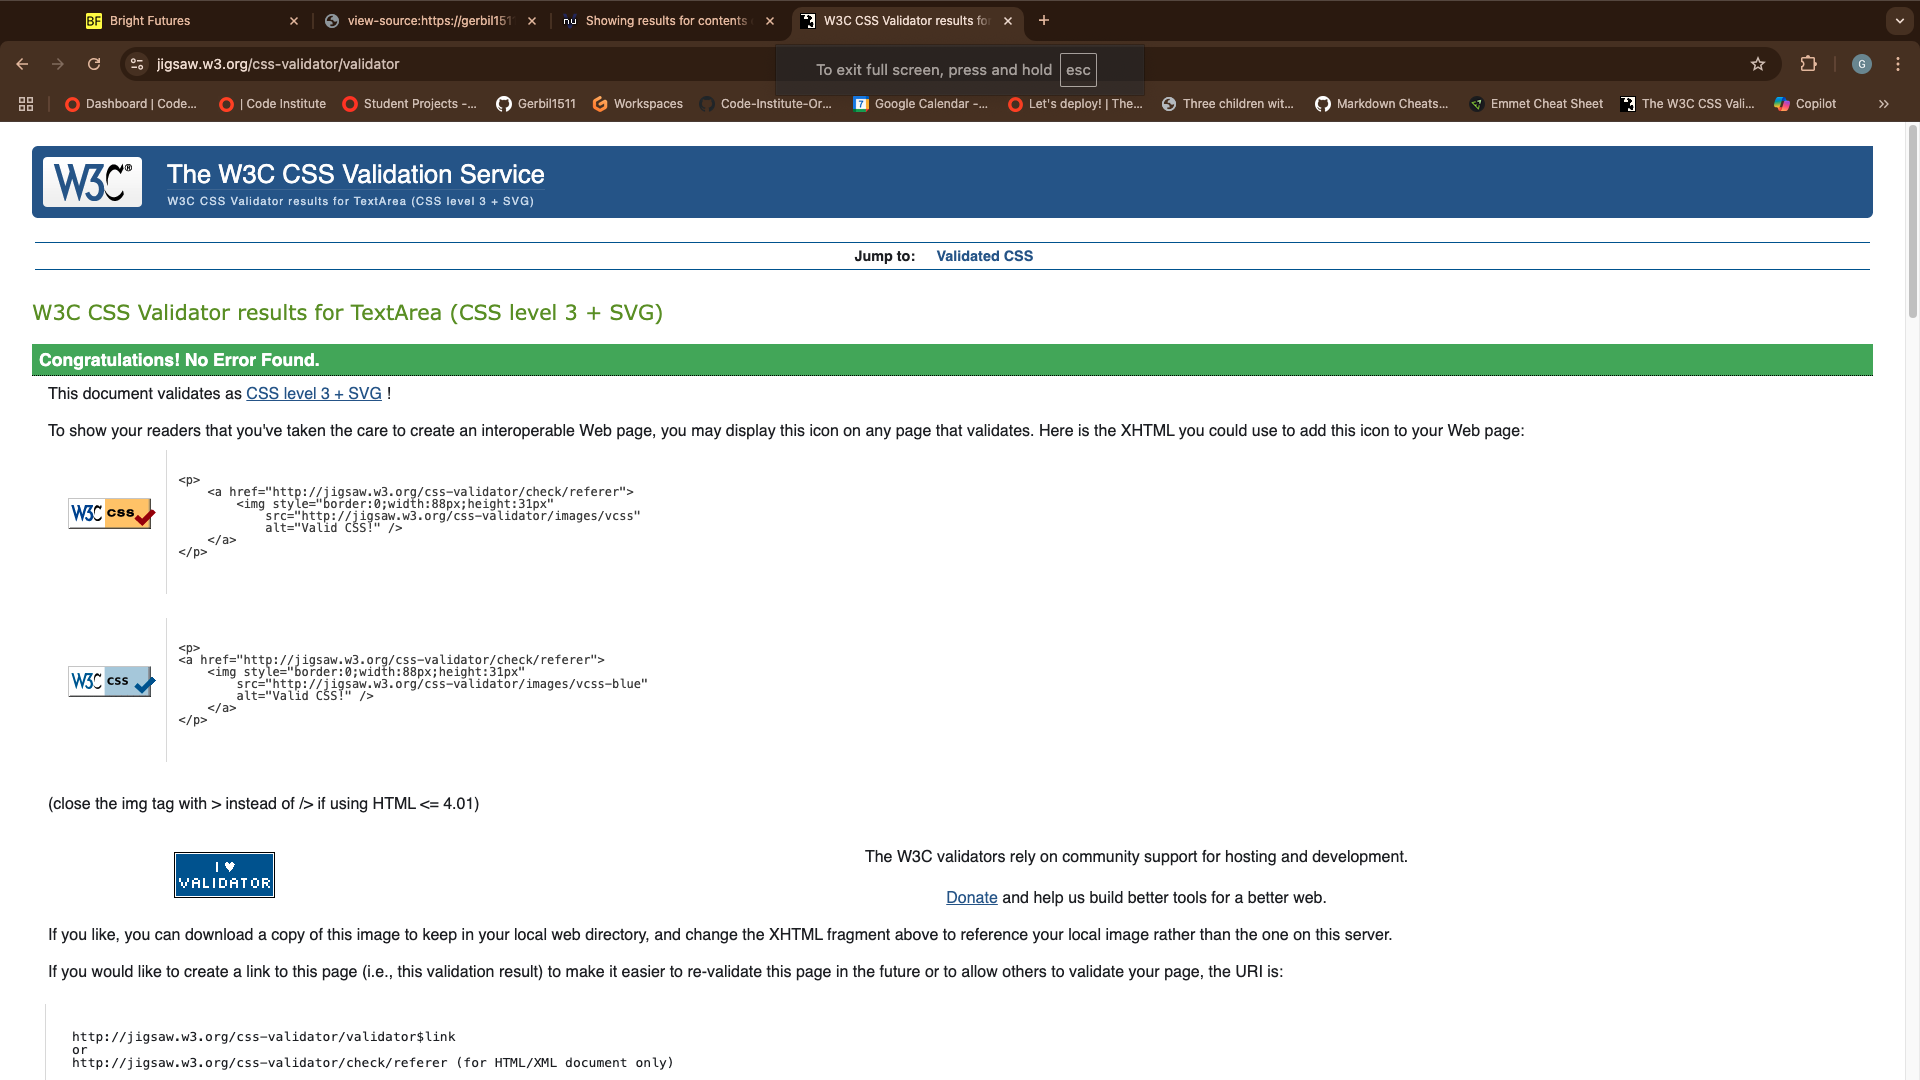 BF Bright Futures
view-source:https://gerbil151
nu Showing results for contents
W3C CSS Validator results fo
jigsaw.w3.org/css-validator/validator
To exit full screen, press and hold esc
G
Dashboard | Code...
| Code Institute
Student Projects -...
Gerbil1511
Workspaces
Code-Institute-Or...
7 Google Calendar -...
Let's deploy! | The...
Three children wit...
Markdown Cheats...
Emmet Cheat Sheet
The W3C CSS Vali...
Copilot
W3C®
The W3C CSS Validation Service
W3C CSS Validator results for TextArea (CSS level 3 + SVG)
Jump to: Validated CSS
W3C CSS Validator results for TextArea (CSS level 3 + SVG)
Congratulations! No Error Found.
This document validates as CSS level 3 + SVG !
To show your readers that you've taken the care to create an interoperable Web page, you may display this icon on any page that validates. Here is the XHTML you could use to add this icon to your Web page:
W3C css
<p>
<a href="http://jigsaw.w3.org/css-validator/check/referer">
<img style="border:0;width:88px;height:31px"
src="http://jigsaw.w3.org/css-validator/images/vcss"
alt="Valid CSS!" />
</a>
</p>
W3C css
<p>
<a href="http://jigsaw.w3.org/css-validator/check/referer">
<img style="border:0;width:88px;height:31px"
src="http://jigsaw.w3.org/css-validator/images/vcss-blue"
alt="Valid CSS!" />
</a>
</p>
(close the img tag with > instead of /> if using HTML <= 4.01)
I ♥
VALIDATOR
The W3C validators rely on community support for hosting and development.
Donate and help us build better tools for a better web.
If you like, you can download a copy of this image to keep in your local web directory, and change the XHTML fragment above to reference your local image rather than the one on this server.
If you would like to create a link to this page (i.e., this validation result) to make it easier to re-validate this page in the future or to allow others to validate your page, the URI is:
http://jigsaw.w3.org/css-validator/validator$link
or
http://jigsaw.w3.org/css-validator/check/referer (for HTML/XML document only)